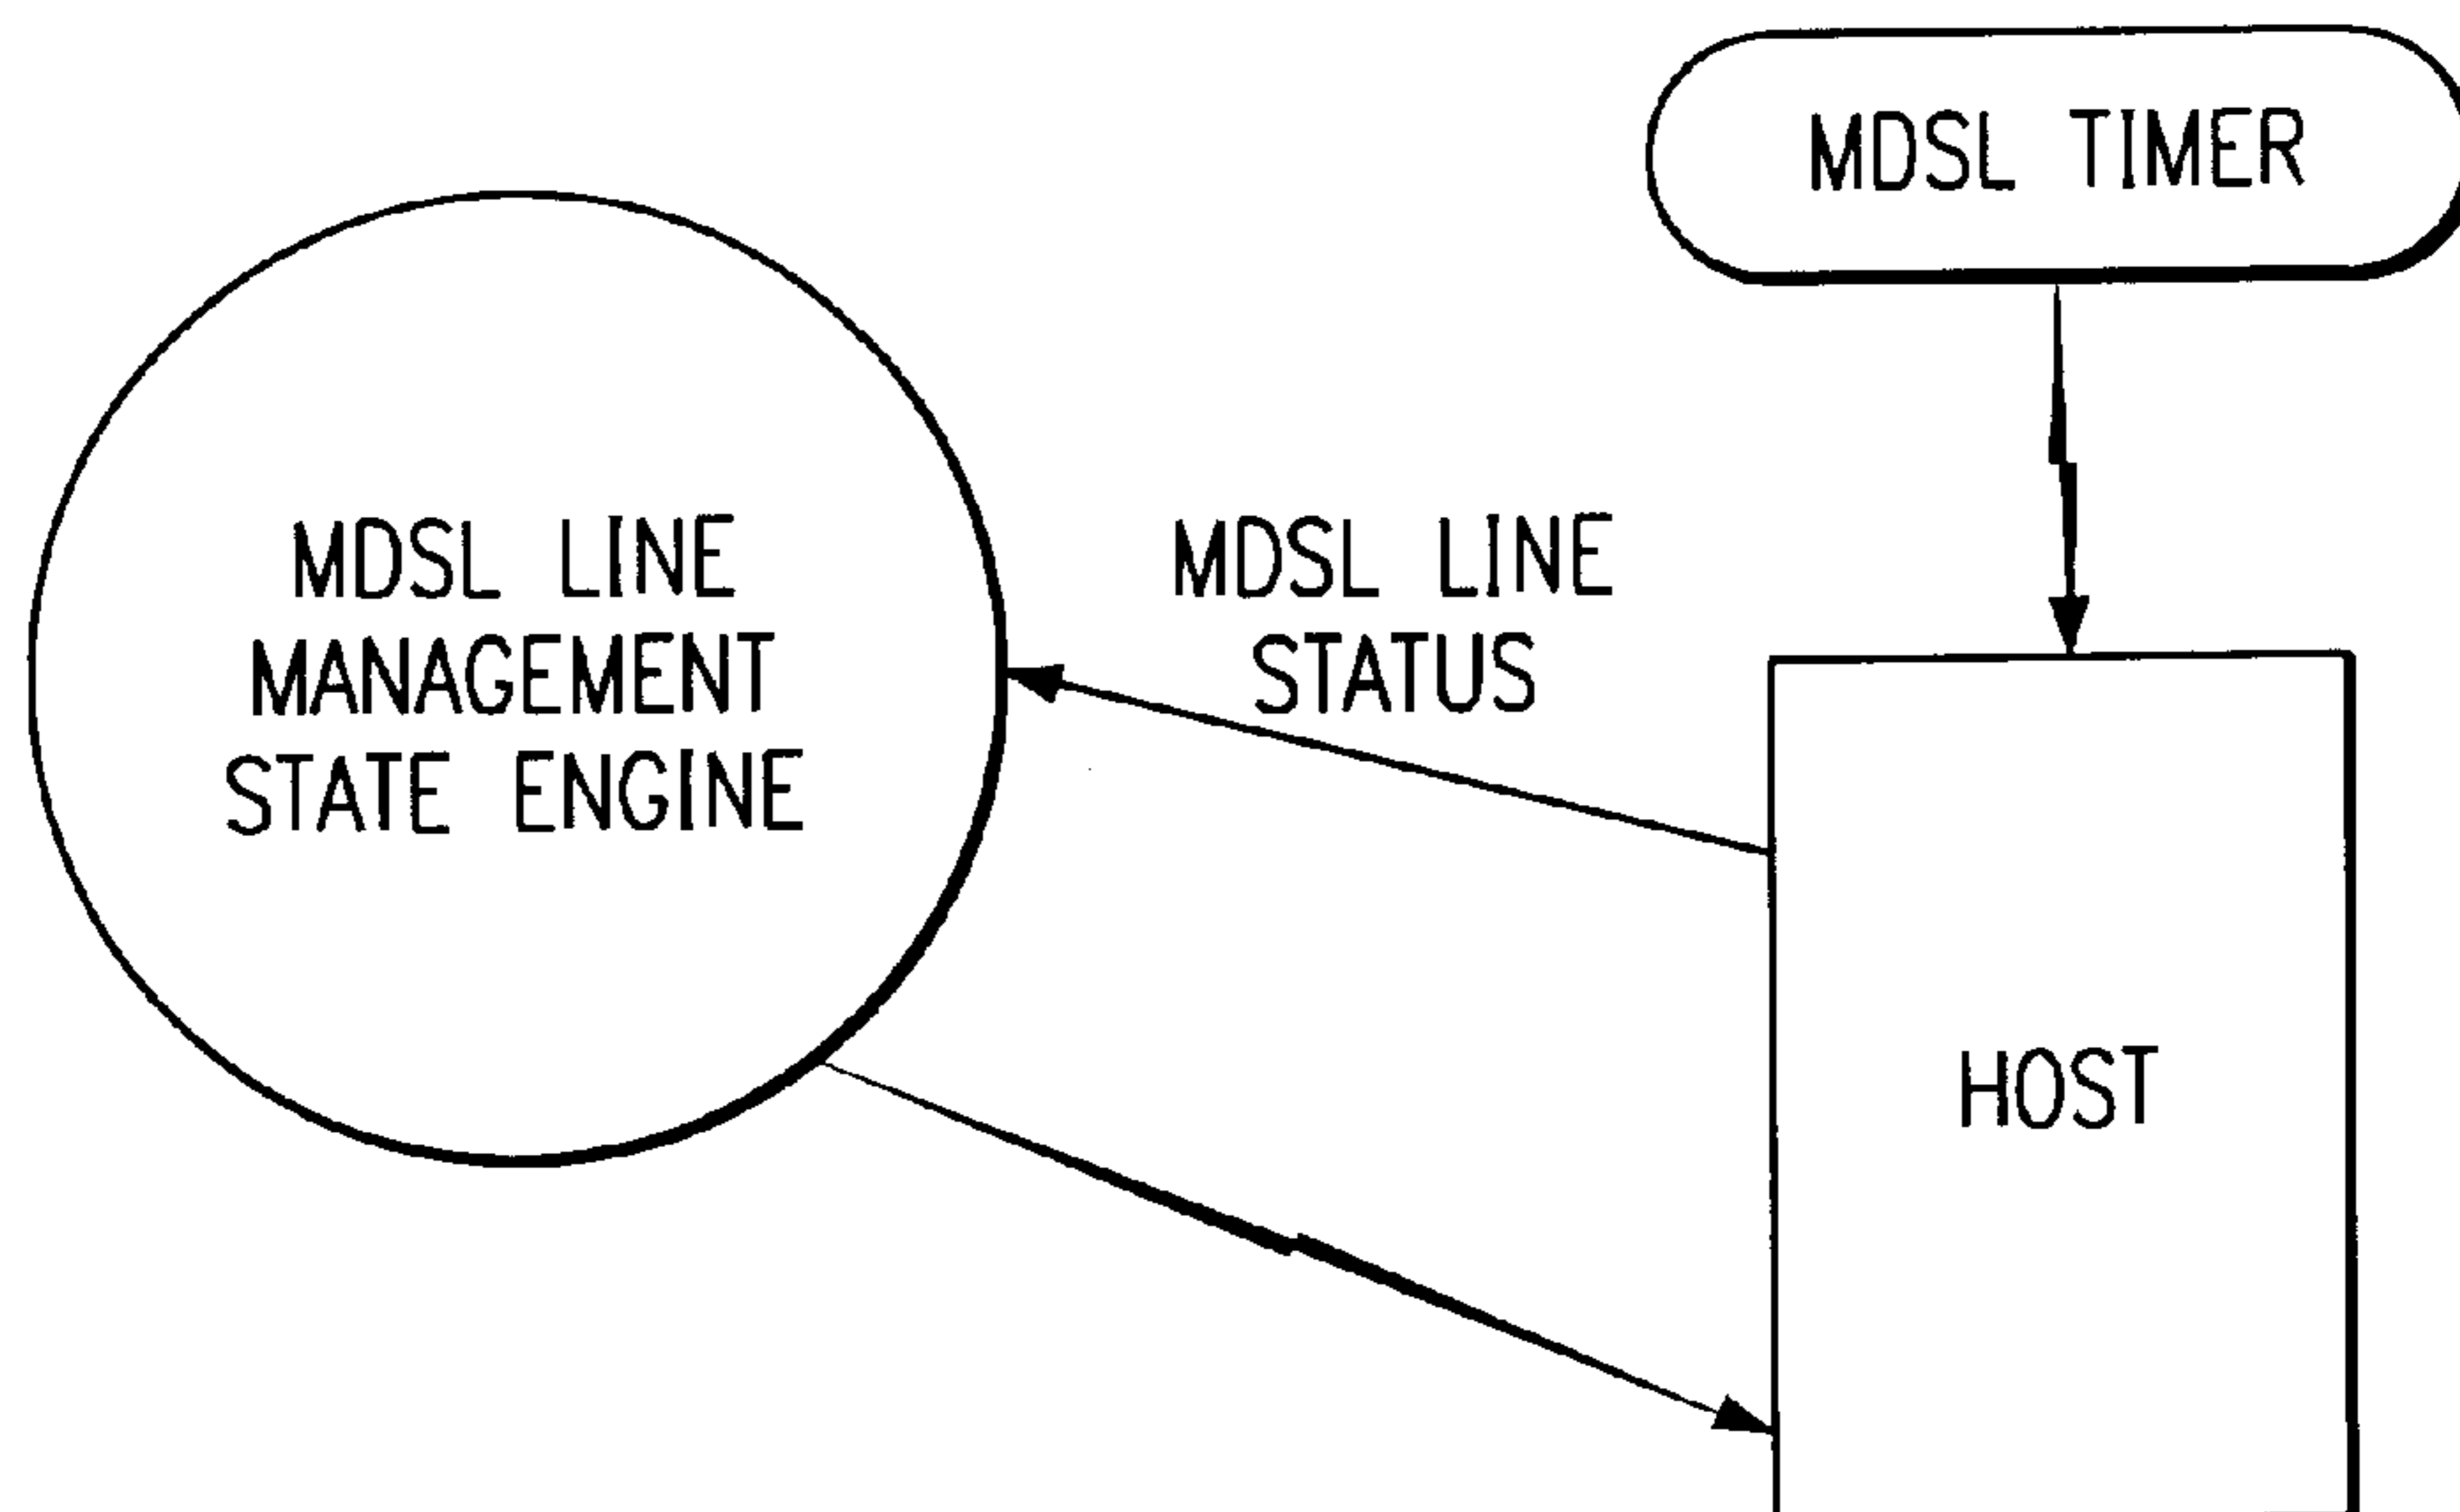 MDSL TIMER
MDSL LINE
MANAGEMENT
STATE ENGINE
MDSL LINE
STATUS
HOST